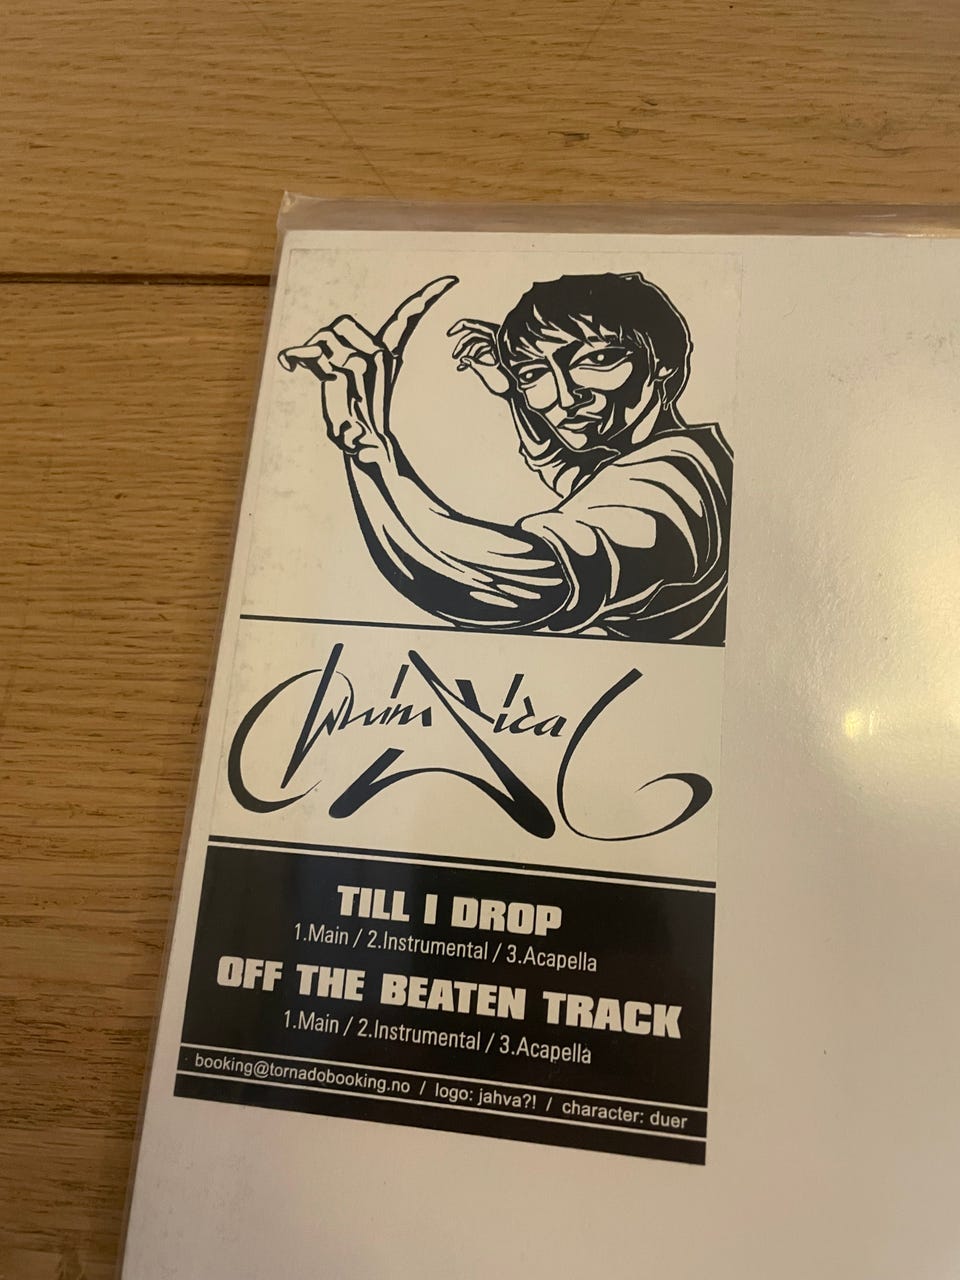 Whimsical
TILL I DROP
1.Main / 2.Instrumental / 3.Acapella
OFF THE BEATEN TRACK
1.Main / 2.Instrumental / 3.Acapella
booking@tornadobooking.no / logo: jahva?! / character: duer